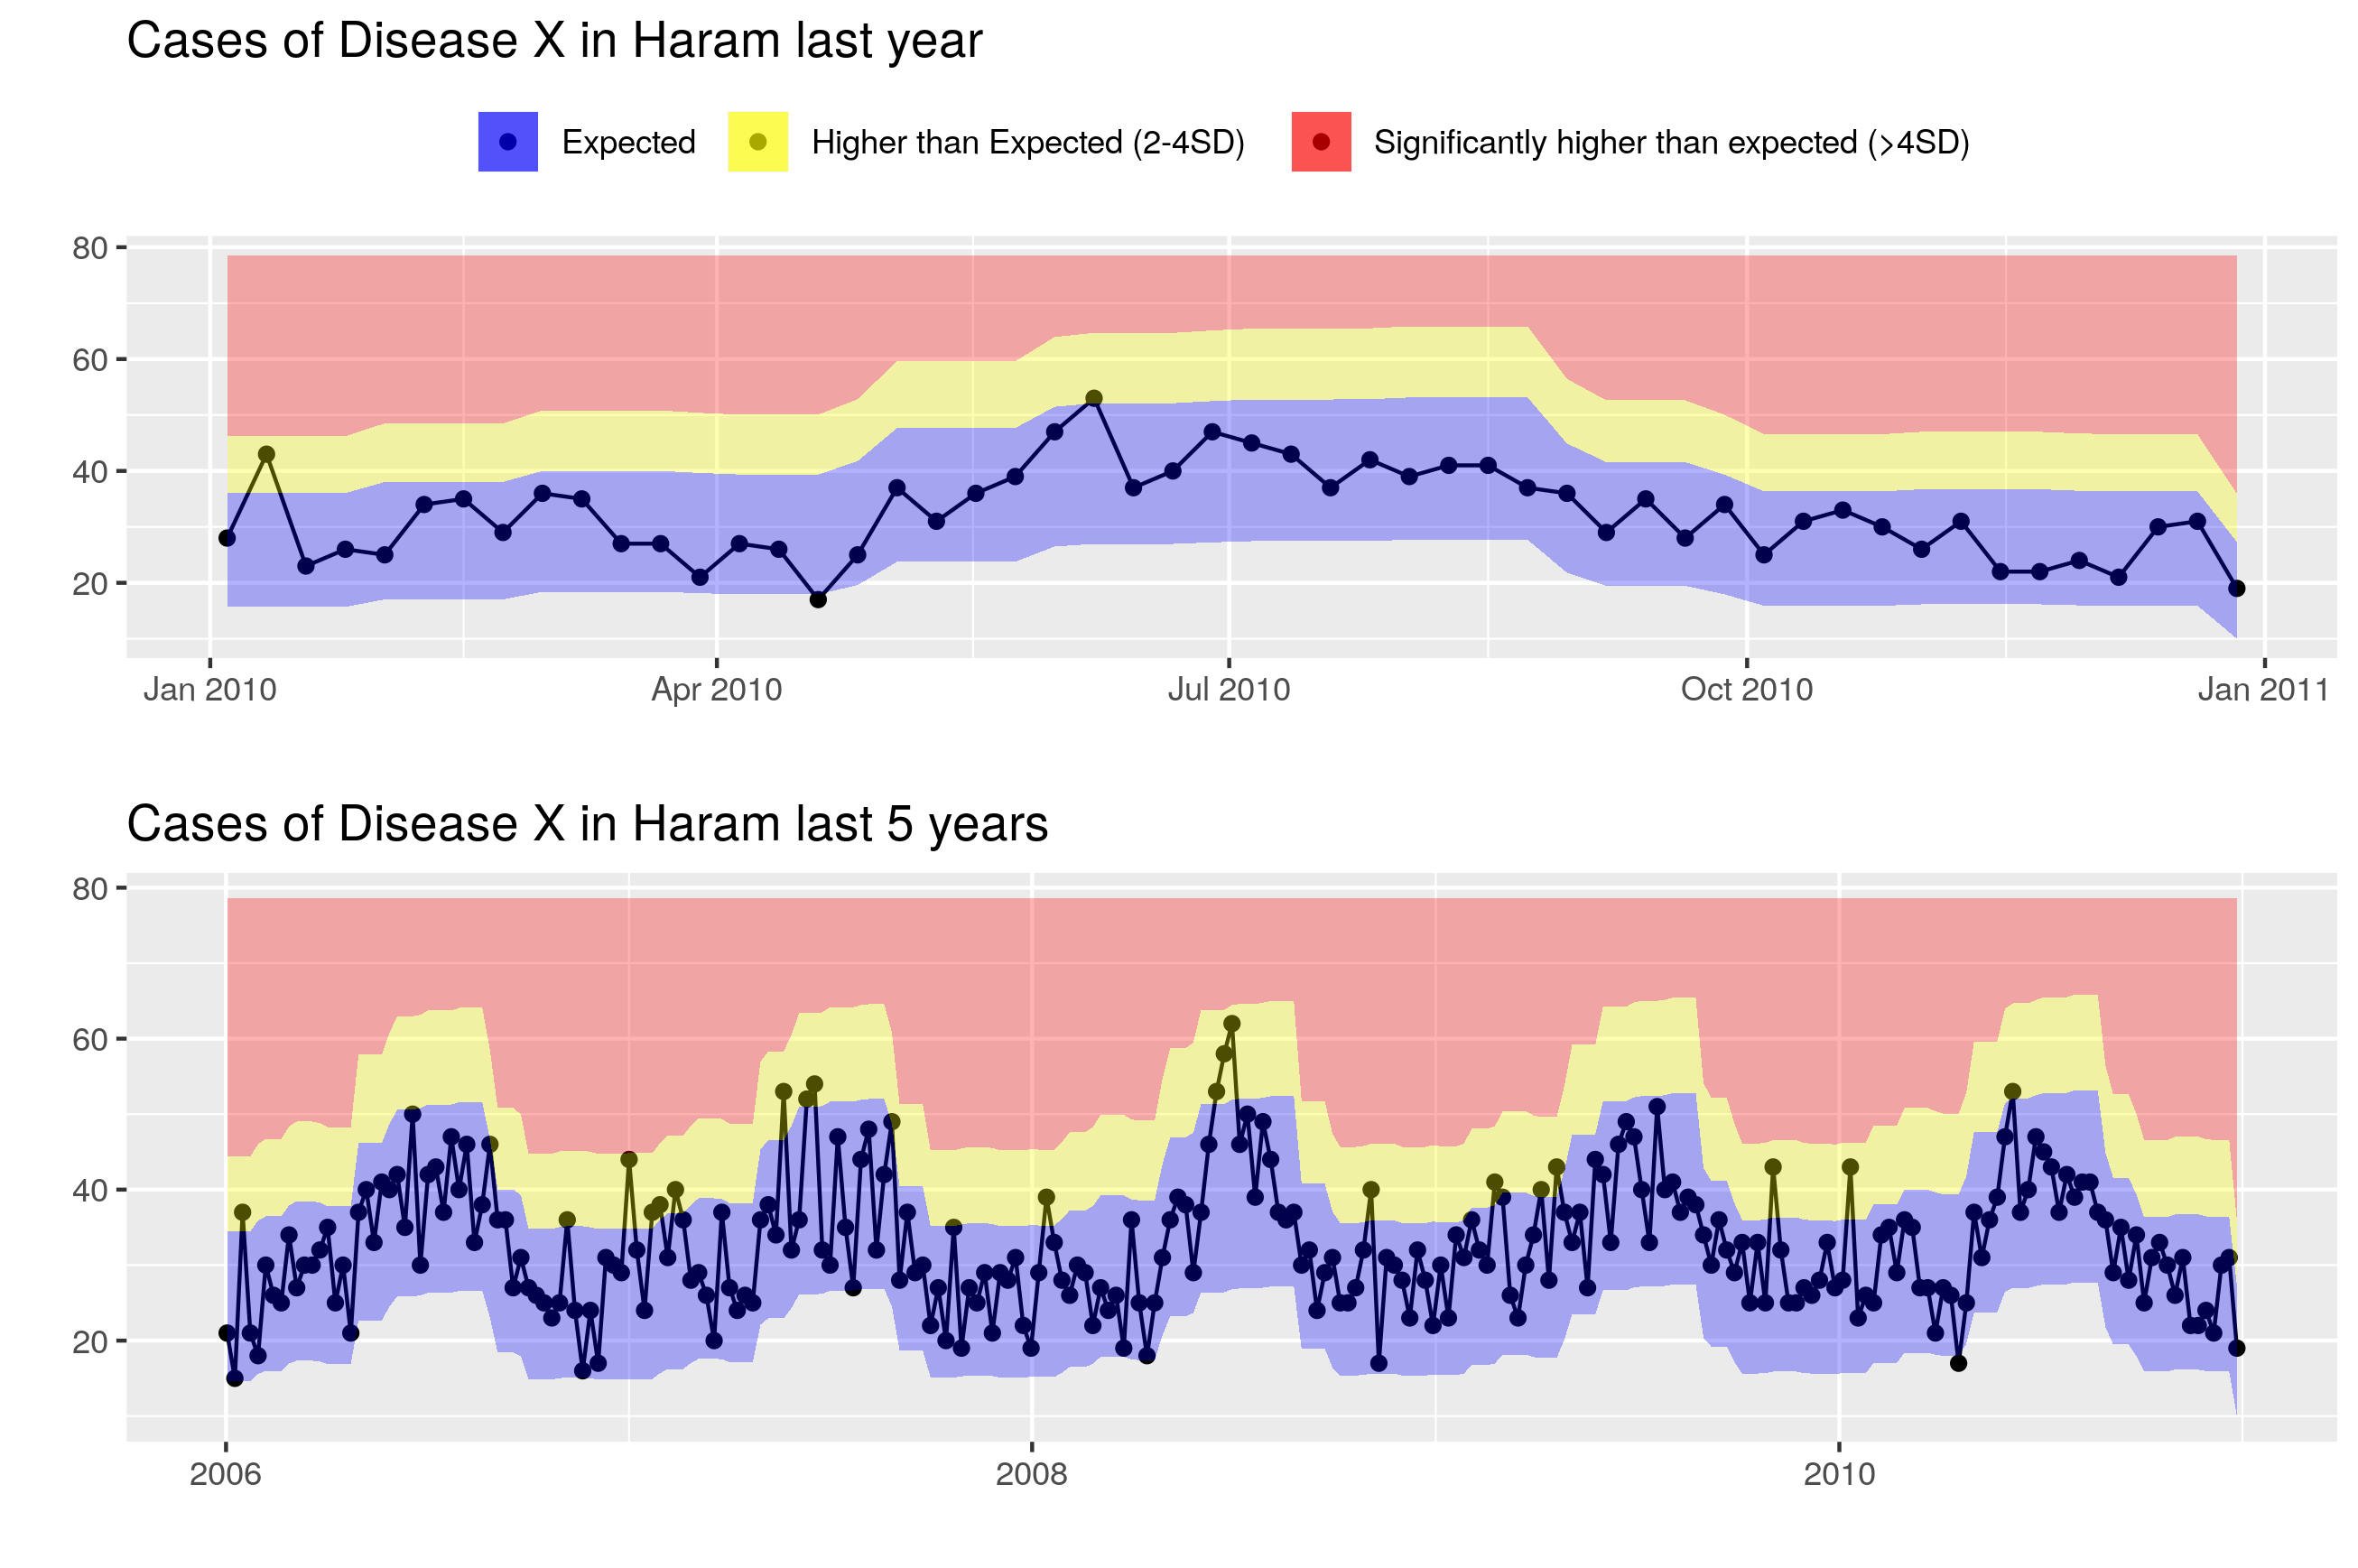 Cases of Disease X in Haram last year
Expected Higher than Expected (2-4SD) Significantly higher than expected (>4SD)
80
60
40
20
Jan 2010 Apr 2010 Jul 2010 Oct 2010 Jan 2011
Cases of Disease X in Haram last 5 years
80
60
40
20
2006 2008 2010